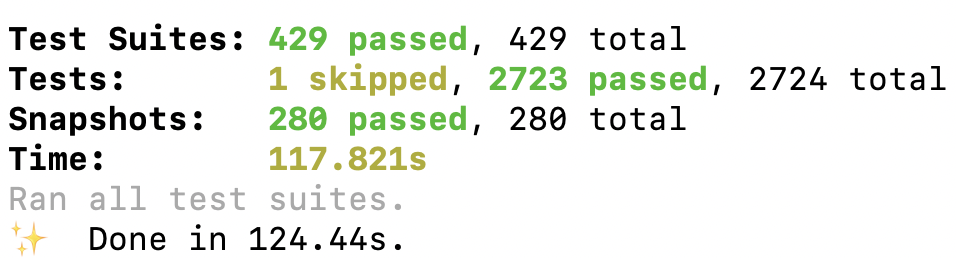 Test Suites: 429 passed, 429 total
Tests: 1 skipped, 2723 passed, 2724 total
Snapshots: 280 passed, 280 total
Time: 117.821s
Ran all test suites.
✨ Done in 124.44s.